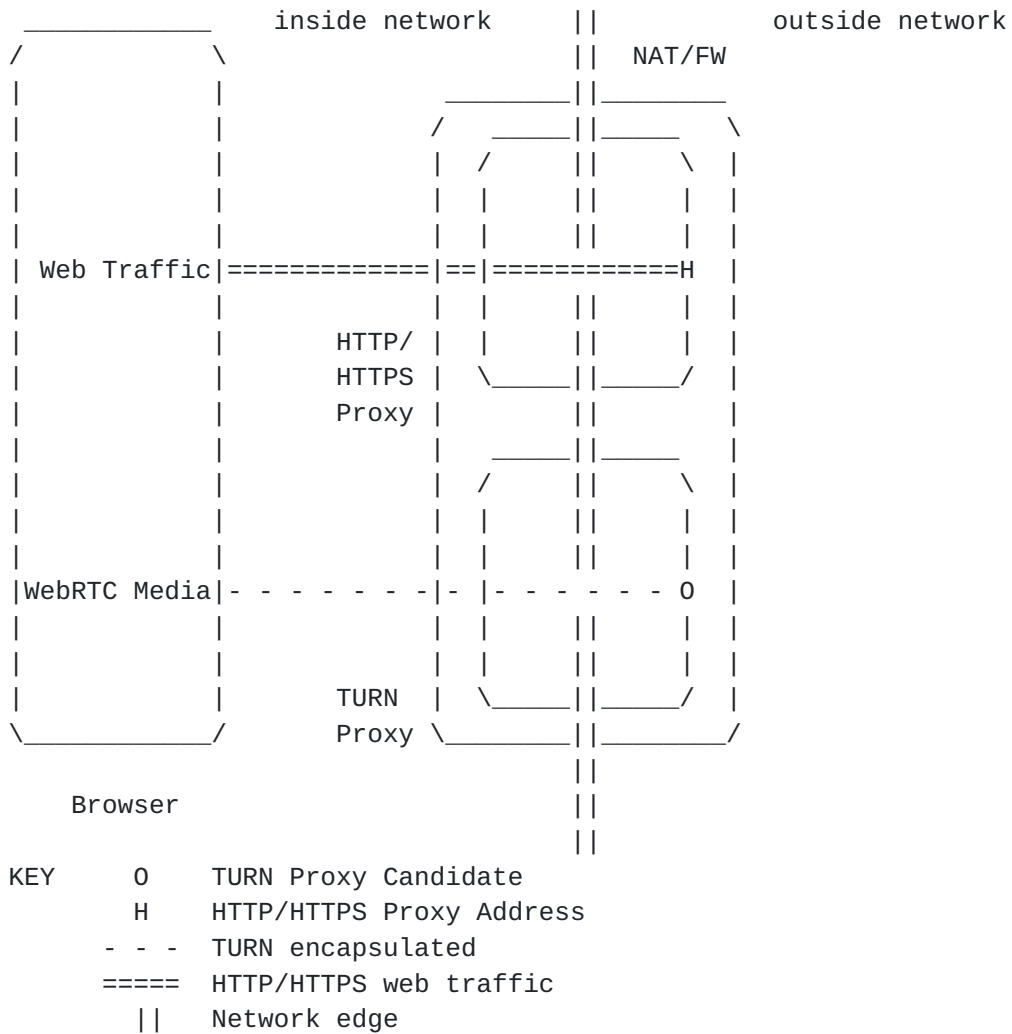 inside network || outside network
|| NAT/FW
Web Traffic|=============|==|============H
HTTP/
HTTPS
Proxy
|WebRTC Media|- - - - - - -|- |- - - - - - O |
TURN
Proxy
Browser
KEY O TURN Proxy Candidate
H HTTP/HTTPS Proxy Address
- - - TURN encapsulated
===== HTTP/HTTPS web traffic
|| Network edge